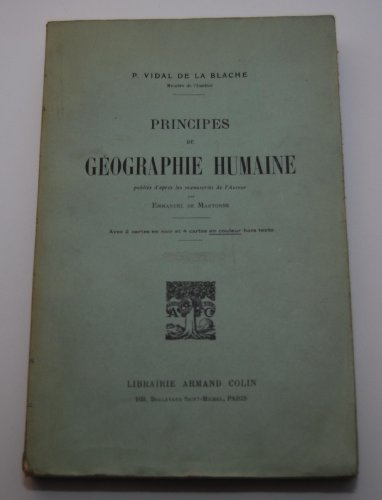 P. VIDAL DE LA BLACHE
Membre de l'Institut
PRINCIPES
DE
GÉOGRAPHIE HUMAINE
publiés d'après les manuscrits de l'Auteur
PAR
EMMANUEL DE MARTONNE
Avec 2 cartes en noir et 4 cartes en couleur hors texte
A C
LIBRAIRIE ARMAND COLIN
103, BOULEVARD SAINT-MICHEL, PARIS